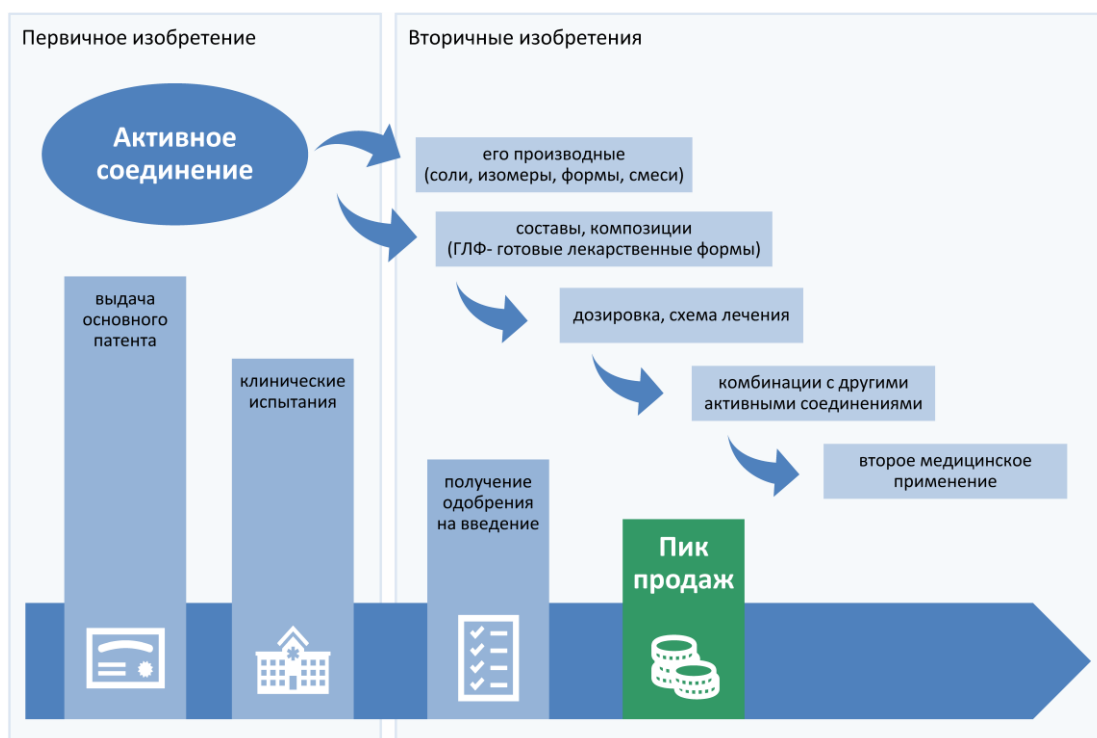 Первичное изобретение
Вторичные изобретения
Активное
соединение
его производные
(соли, изомеры, формы, смеси)
составы, композиции
(ГЛФ- готовые лекарственные формы)
дозировка, схема лечения
комбинации с другими
активными соединениями
второе медицинское
применение
выдача
основного
патента
клинические
испытания
получение
одобрения
на введение
Пик
продаж